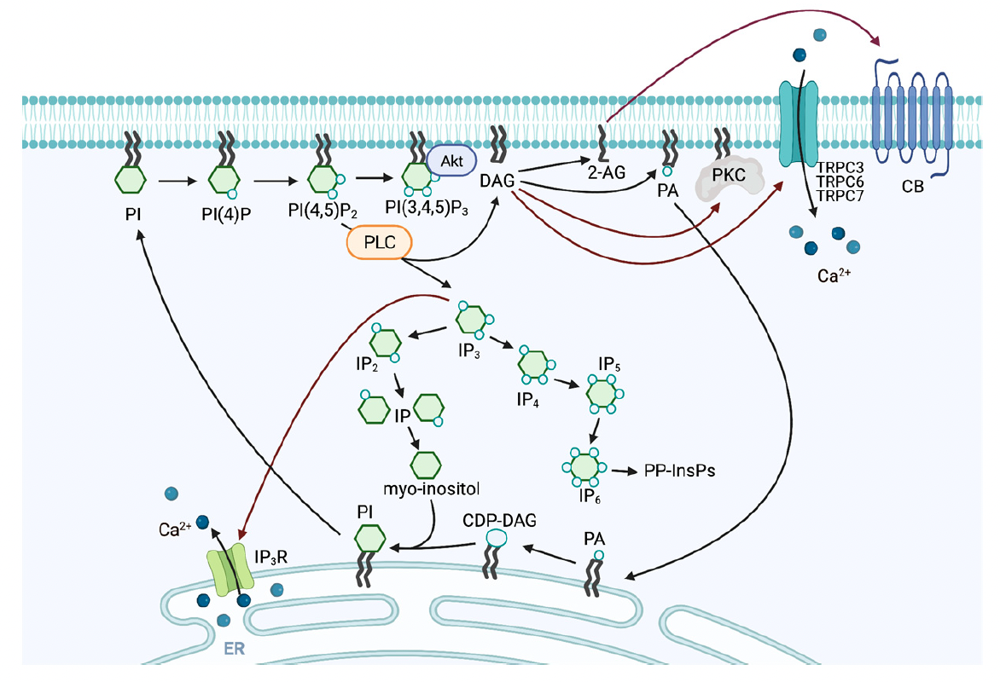 Akt
PI
PI(4)P
PI(4,5)P₂
PI(3,4,5)P₃
DAG
2-AG
PA
PKC
TRPC3
TRPC6
TRPC7
CB
PLC
Ca²⁺
IP₃
IP₂
IP₄
IP₅
IP
IP₆
PP-InsPs
myo-inositol
PI
CDP-DAG
PA
Ca²⁺
IP₃R
ER